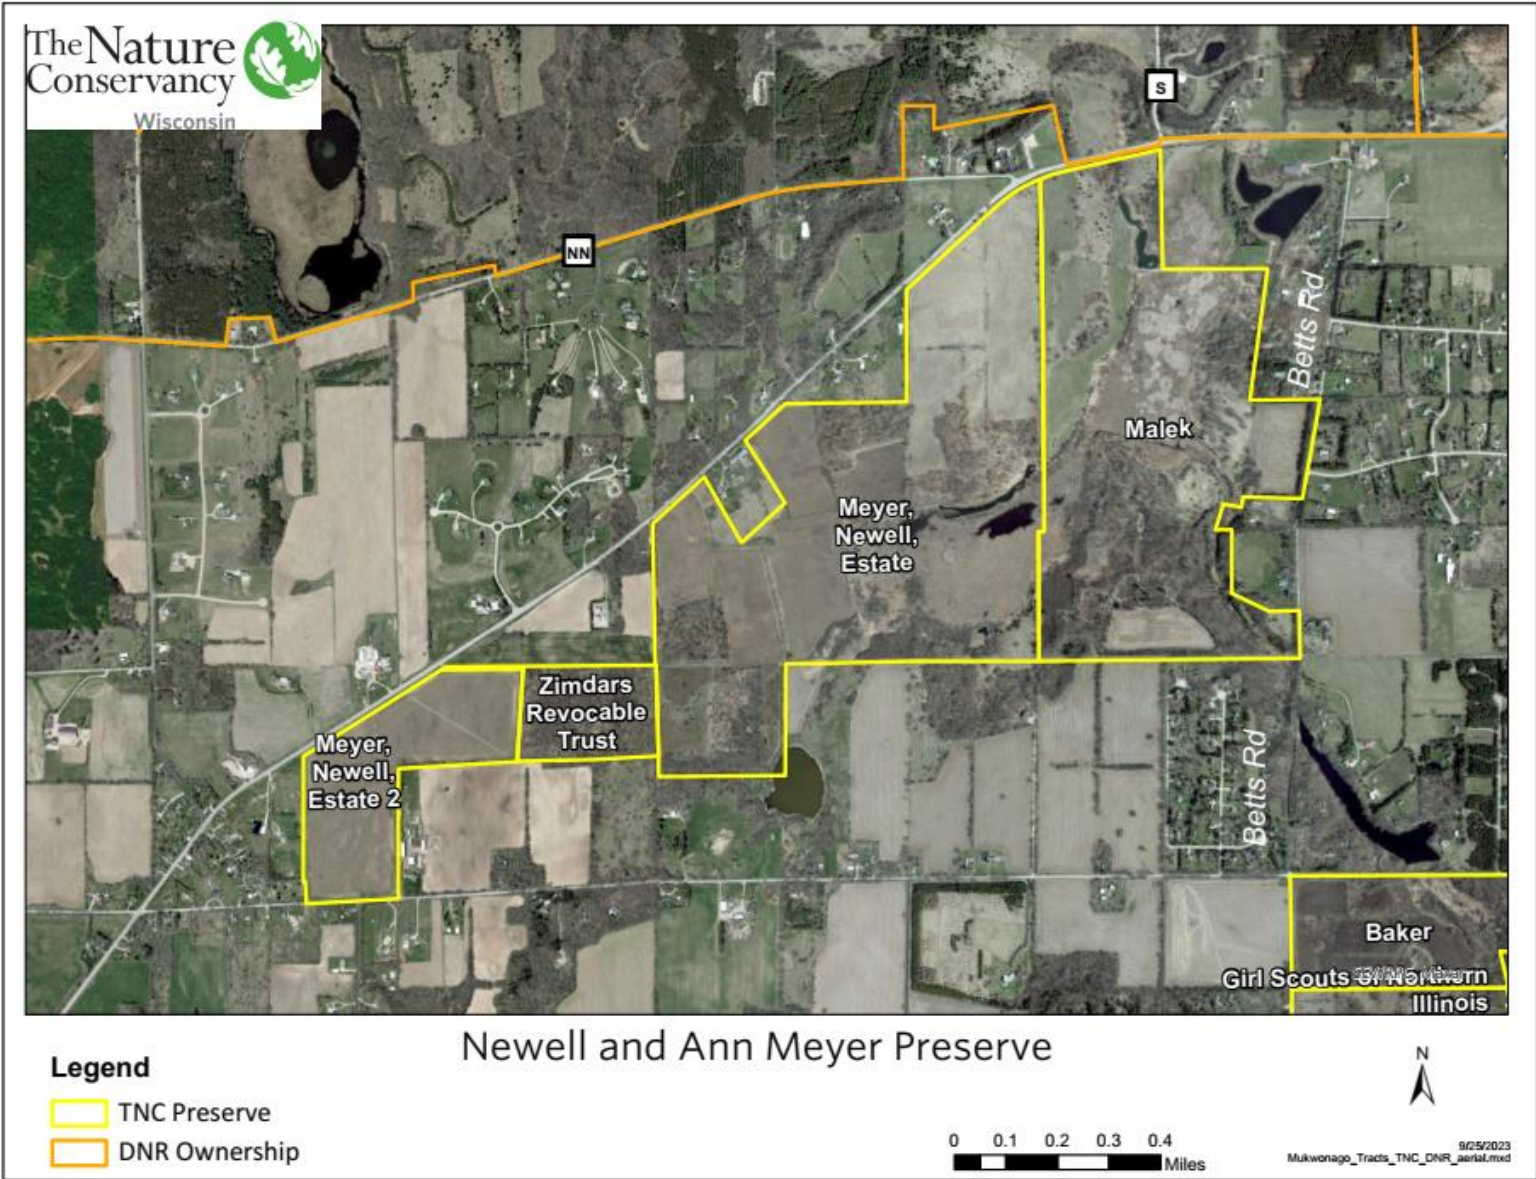 The Nature
Conservancy
Wisconsin
S
NN
Betts Rd
Malek
Meyer,
Newell,
Estate
Zimdars
Revocable
Trust
Meyer,
Newell,
Estate 2
Betts Rd
Baker
Girl Scouts of Northern
Illinois
Newell and Ann Meyer Preserve
Legend
TNC Preserve
DNR Ownership
N
0 0.1 0.2 0.3 0.4
Miles
9/25/2023
Mukwonago_Tracts_TNC_DNR_aerial.mxd